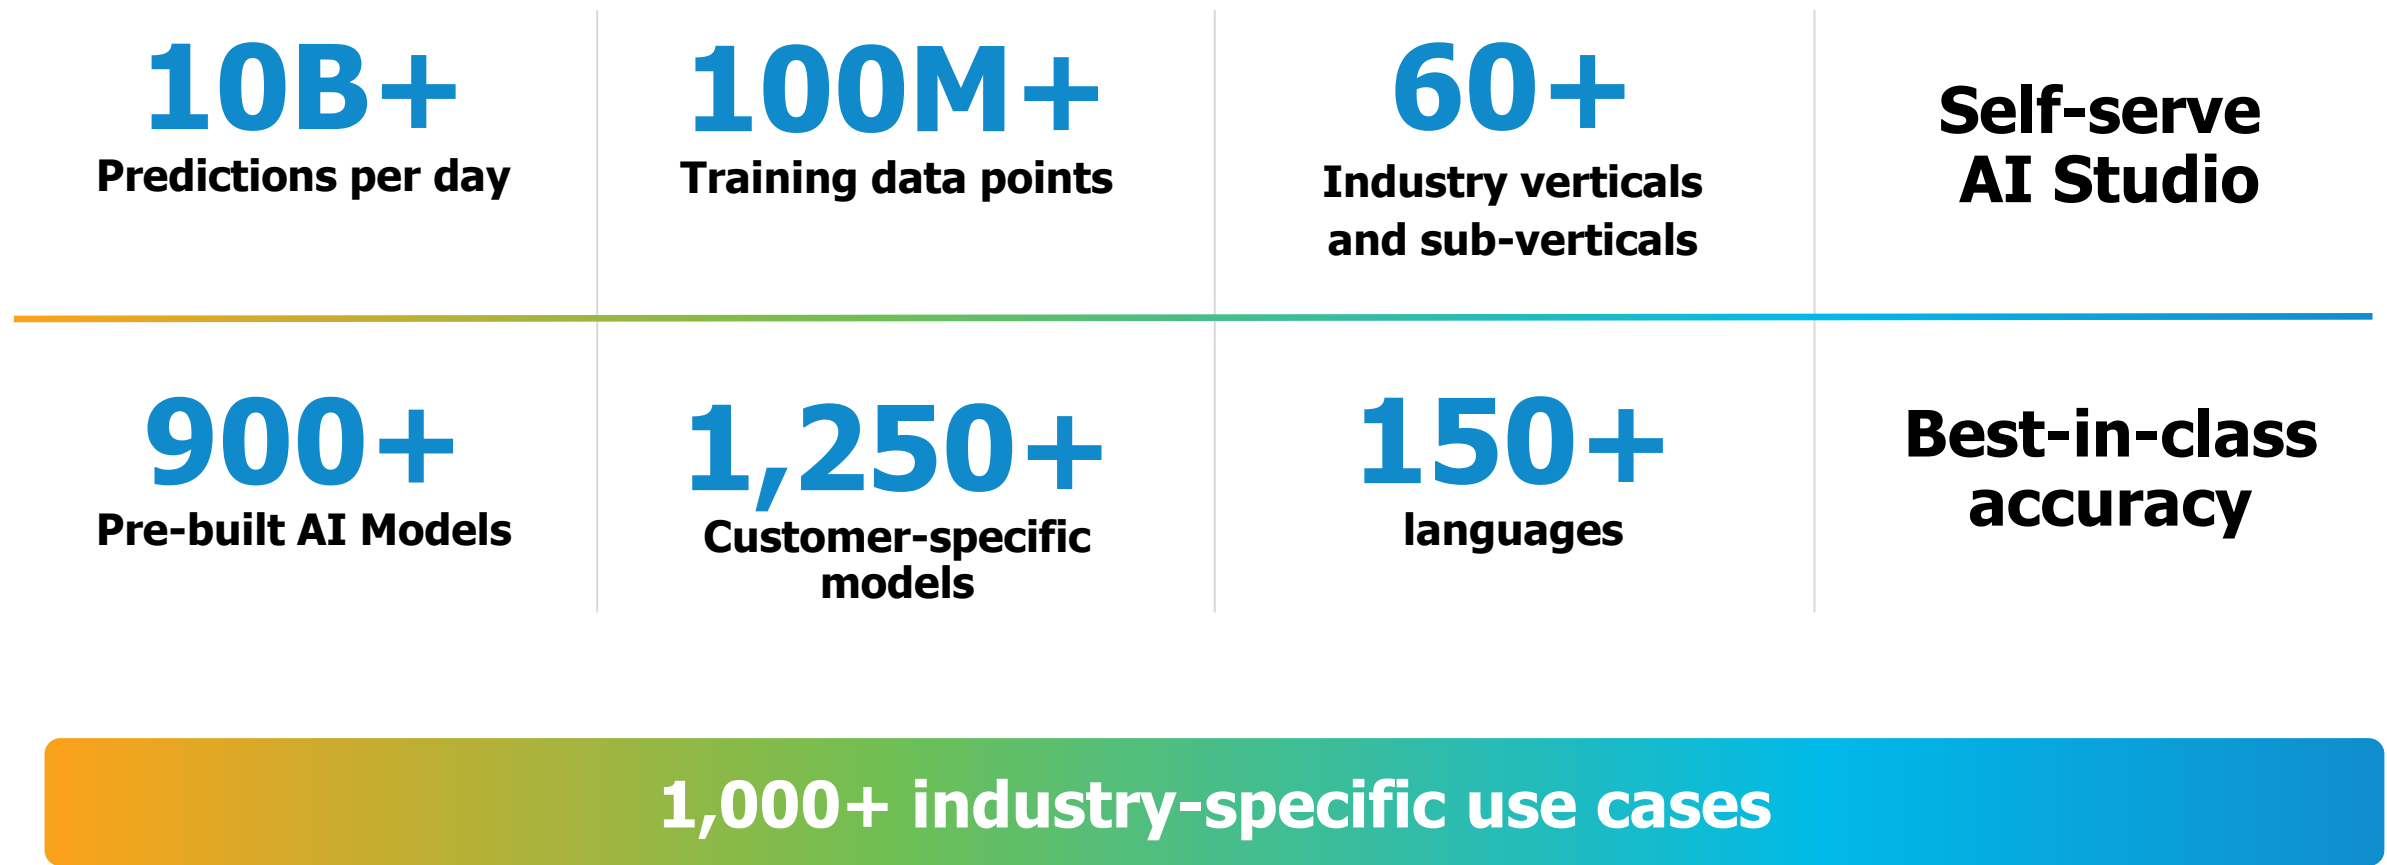 10B+
Predictions per day
100M+
Training data points
60+
Industry verticals
and sub-verticals
Self-serve
AI Studio
900+
Pre-built AI Models
1,250+
Customer-specific
models
150+
languages
Best-in-class
accuracy
1,000+ industry-specific use cases